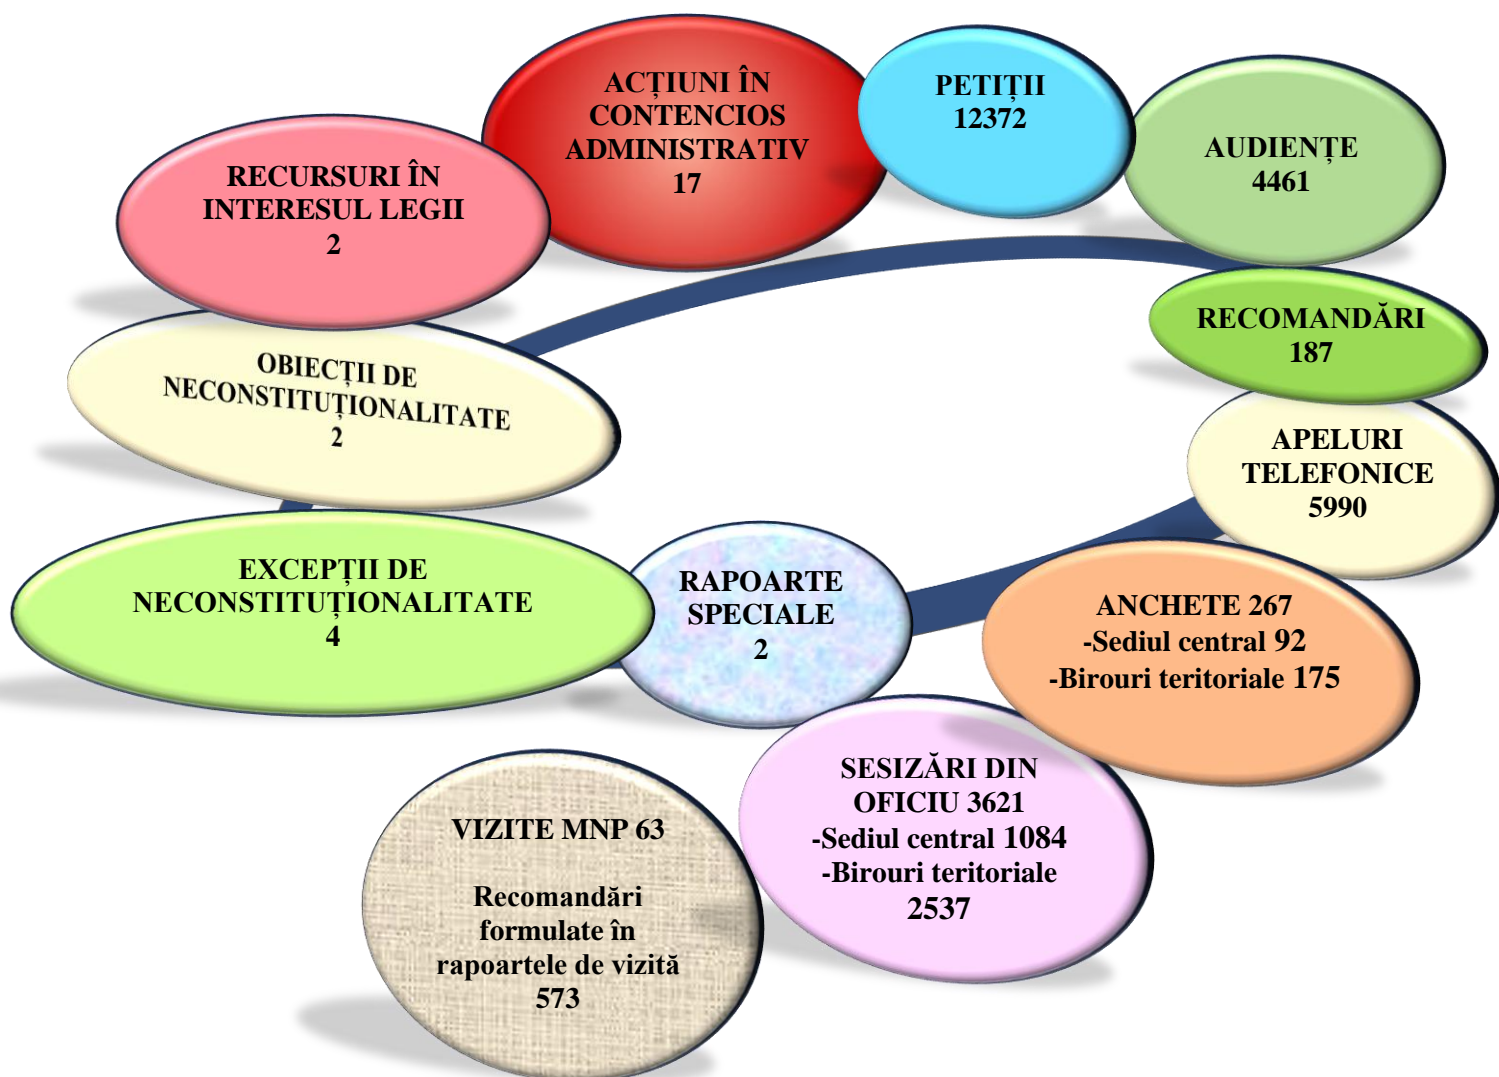 ACȚIUNI ÎN
CONTENCIOS
ADMINISTRATIV
17
PETIȚII
12372
AUDIENȚE
4461
RECURSURI ÎN
INTERESUL LEGII
2
RECOMANDĂRI
187
OBIECȚII DE
NECONSTITUȚIONALITATE
2
APELURI
TELEFONICE
5990
EXCEPȚII DE
NECONSTITUȚIONALITATE
4
RAPOARTE
SPECIALE
2
ANCHETE 267
-Sediul central 92
-Birouri teritoriale 175
SESIZĂRI DIN
OFICIU 3621
-Sediul central 1084
-Birouri teritoriale
2537
VIZITE MNP 63
Recomandări
formulate în
rapoartele de vizită
573